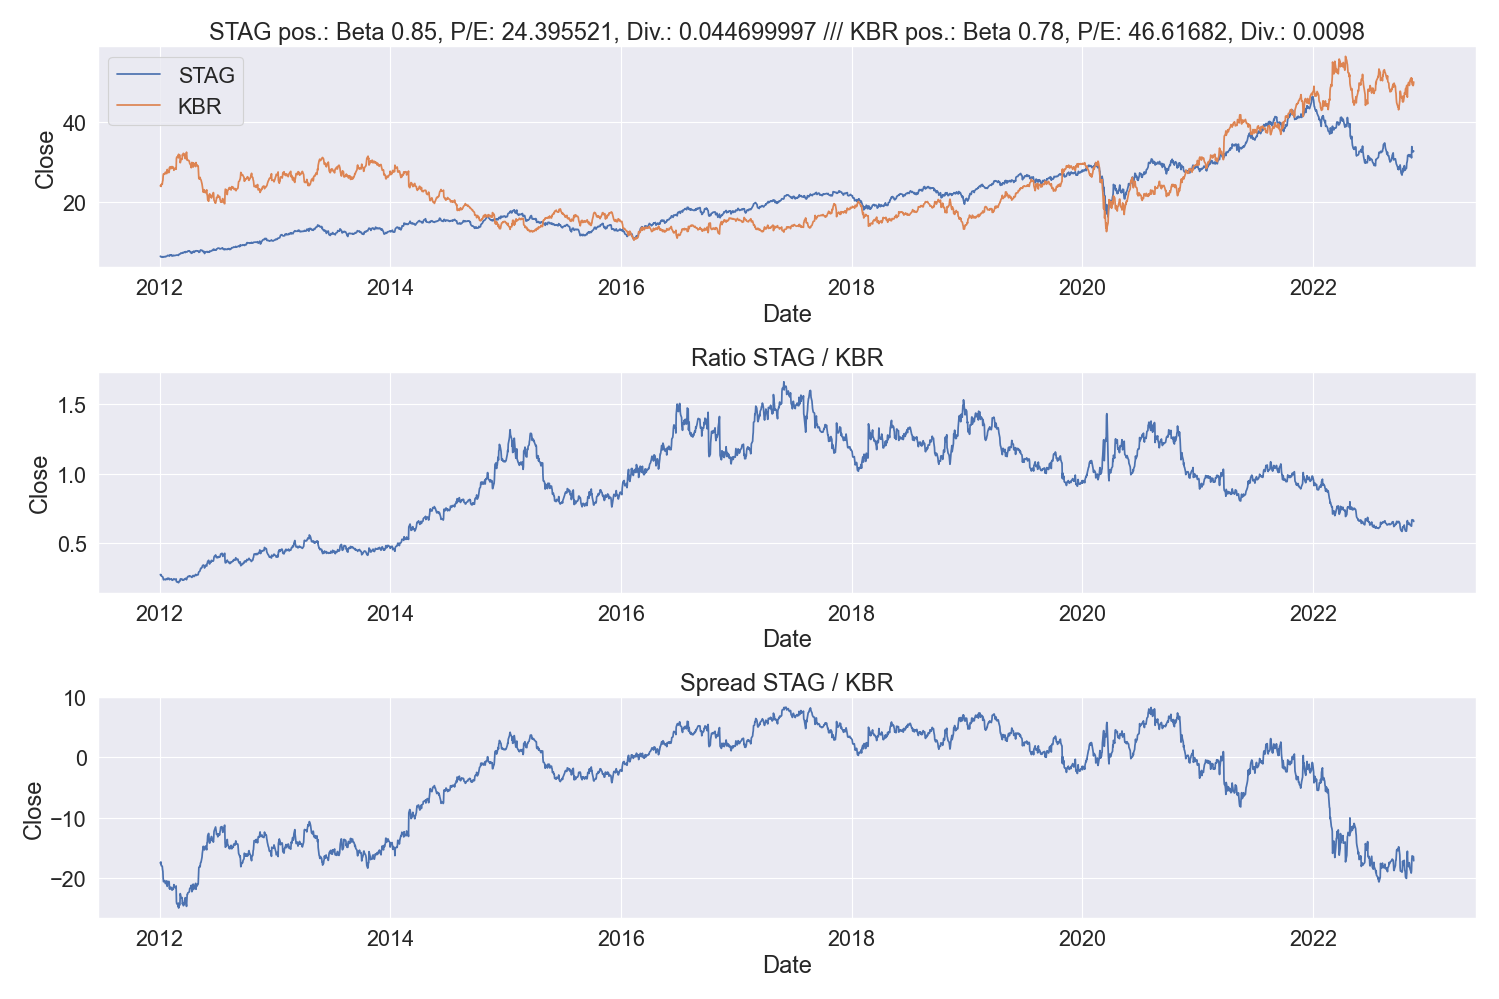 STAG pos.: Beta 0.85, P/E: 24.395521, Div.: 0.044699997 /// KBR pos.: Beta 0.78, P/E: 46.61682, Div.: 0.0098
STAG
KBR
Close
40
20
2012 2014 2016 2018 2020 2022
Date
Ratio STAG / KBR
Close
1.5
1.0
0.5
2012 2014 2016 2018 2020 2022
Date
Spread STAG / KBR
Close
10
0
−10
−20
2012 2014 2016 2018 2020 2022
Date